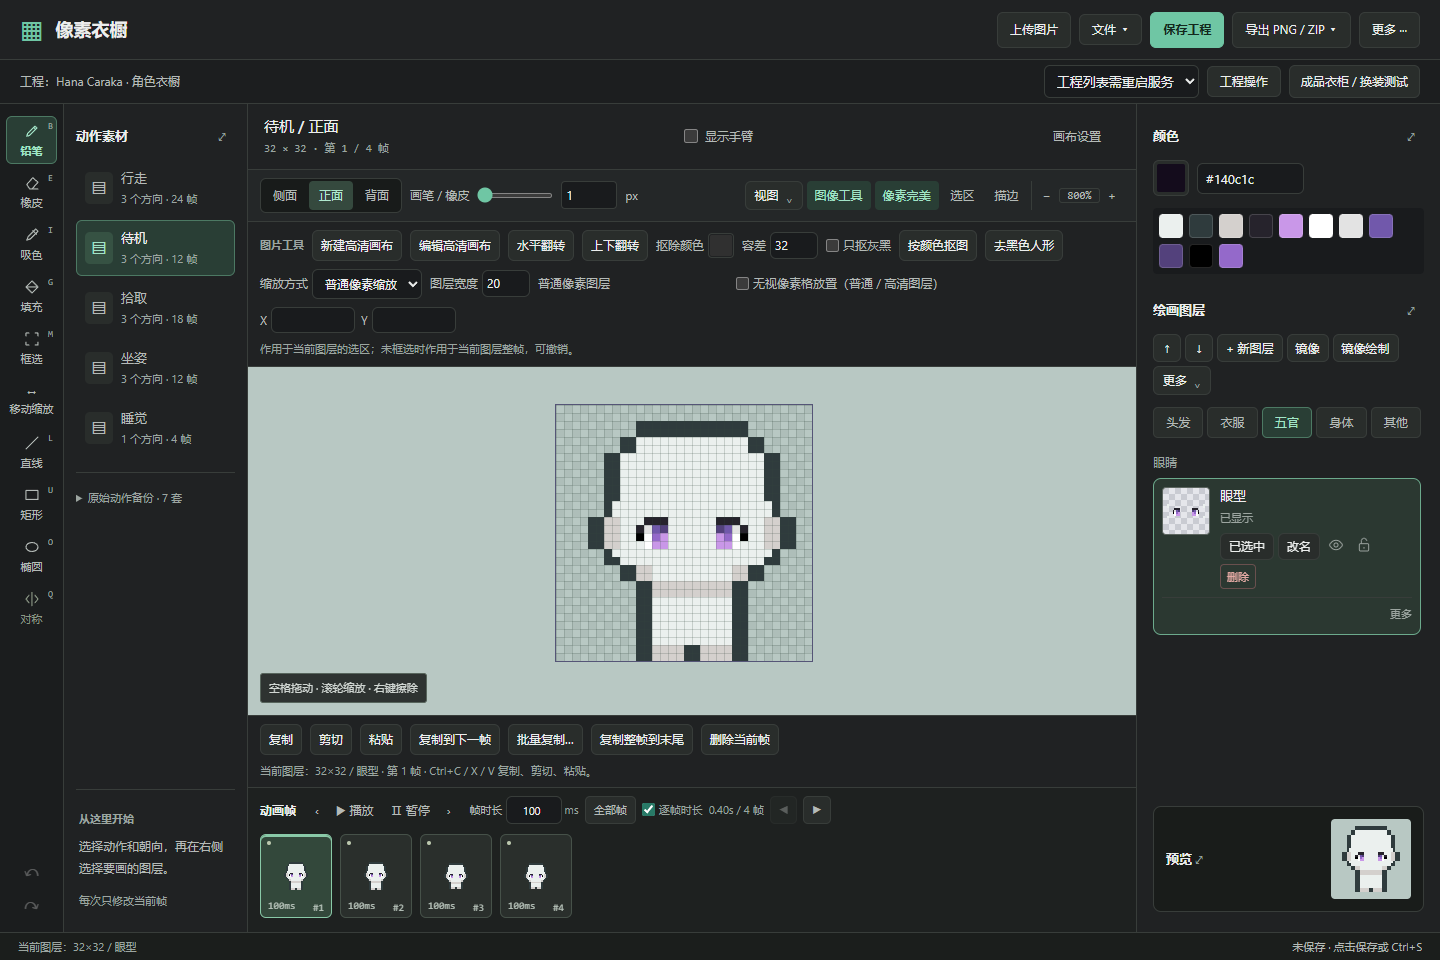 像素衣橱
上传图片
文件
保存工程
导出 PNG / ZIP
更多 ...
工程：Hana Caraka · 角色衣橱
工程列表需重启服务
工程操作
成品衣柜 / 换装测试
铅笔 B
橡皮 E
吸色 I
填充 G
框选 M
移动缩放
直线 L
矩形 U
椭圆 O
对称 Q
动作素材
行走
3 个方向 · 24 帧
待机
3 个方向 · 12 帧
拾取
3 个方向 · 18 帧
坐姿
3 个方向 · 12 帧
睡觉
1 个方向 · 4 帧
原始动作备份 · 7 套
从这里开始
选择动作和朝向，再在右侧
选择要画的图层。
每次只修改当前帧
待机 / 正面
32 × 32 · 第 1 / 4 帧
显示手臂
画布设置
侧面 正面 背面 画笔 / 橡皮 1 px
视图 图像工具 像素完美 选区 描边 − 800% +
图片工具 新建高清画布 编辑高清画布 水平翻转 上下翻转 抠除颜色 容差 32 只抠灰黑 按颜色抠图 去黑色人形
缩放方式 普通像素缩放 图层宽度 20 普通像素图层 无视像素格放置（普通 / 高清图层）
X Y
作用于当前图层的选区；未框选时作用于当前图层整帧，可撤销。
空格拖动 · 滚轮缩放 · 右键擦除
复制 剪切 粘贴 复制到下一帧 批量复制... 复制整帧到末尾 删除当前帧
当前图层：32×32 / 眼型 · 第 1 帧 · Ctrl+C / X / V 复制、剪切、粘贴。
动画帧 ‹ ▶ 播放 暂停 › 帧时长 100 ms 全部帧 逐帧时长 0.40s / 4 帧
100ms #1
100ms #2
100ms #3
100ms #4
颜色
#140c1c
绘画图层
↑ ↓ + 新图层 镜像 镜像绘制
更多
头发 衣服 五官 身体 其他
眼睛
眼型
已显示
已选中 改名
删除
更多
预览
当前图层：32×32 / 眼型
未保存 · 点击保存或 Ctrl+S